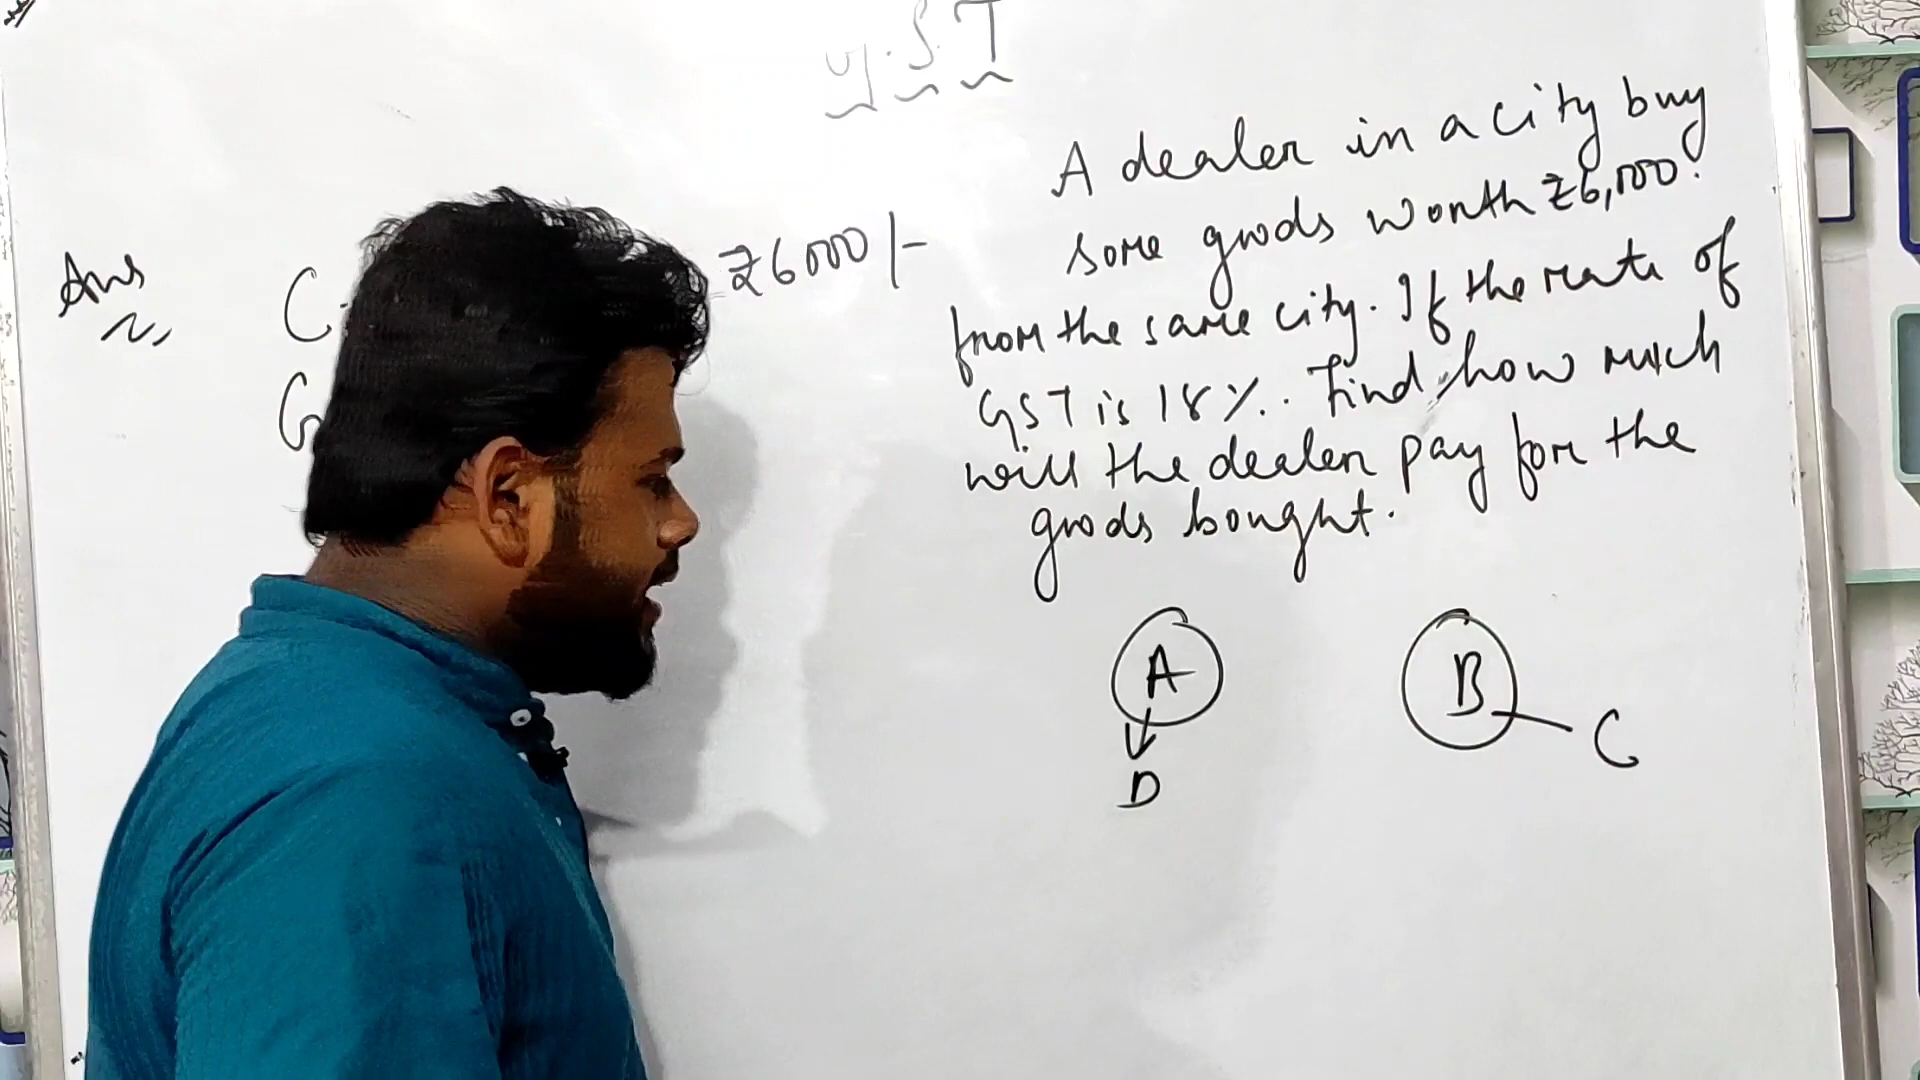 G.S.T
A dealer in a city buy
some goods worth ₹6,000.
from the same city. If the rate of
GST is 18%. Find how much
will the dealer pay for the
goods bought.
Ans
C.
₹6000/-
G
A
B
C
D